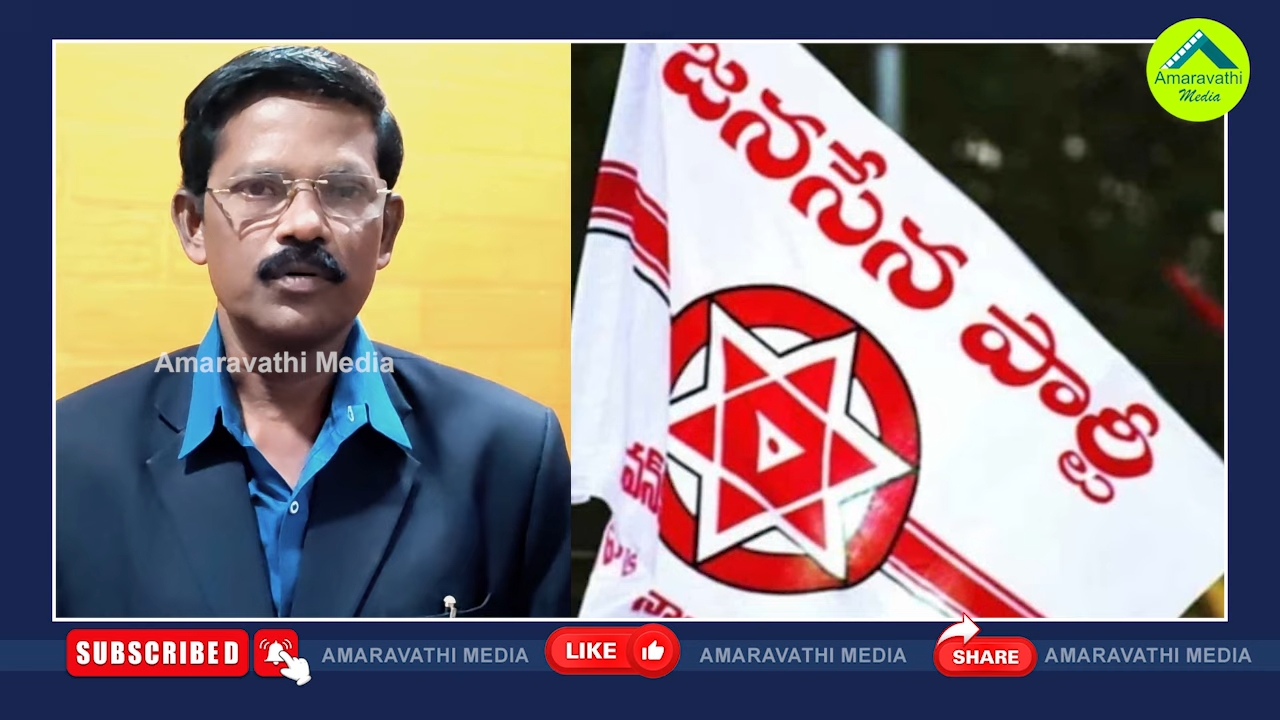 Amaravathi
Media
జనసేన పార్టీ
Amaravathi Media
SUBSCRIBED
AMARAVATHI MEDIA
LIKE
AMARAVATHI MEDIA
SHARE
AMARAVATHI MEDIA